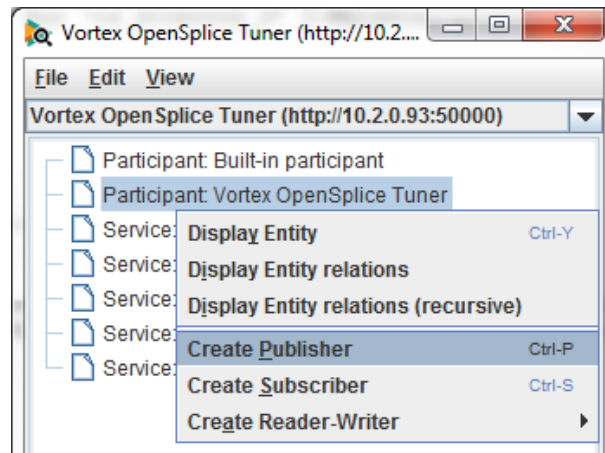 Vortex OpenSplice Tuner (http://10.2....
File Edit View
Vortex OpenSplice Tuner (http://10.2.0.93:50000)
Participant: Built-in participant
Participant: Vortex OpenSplice Tuner
Service:
Display Entity Ctrl-Y
Service:
Display Entity relations
Service:
Display Entity relations (recursive)
Service:
Create Publisher Ctrl-P
Service:
Create Subscriber Ctrl-S
Create Reader-Writer